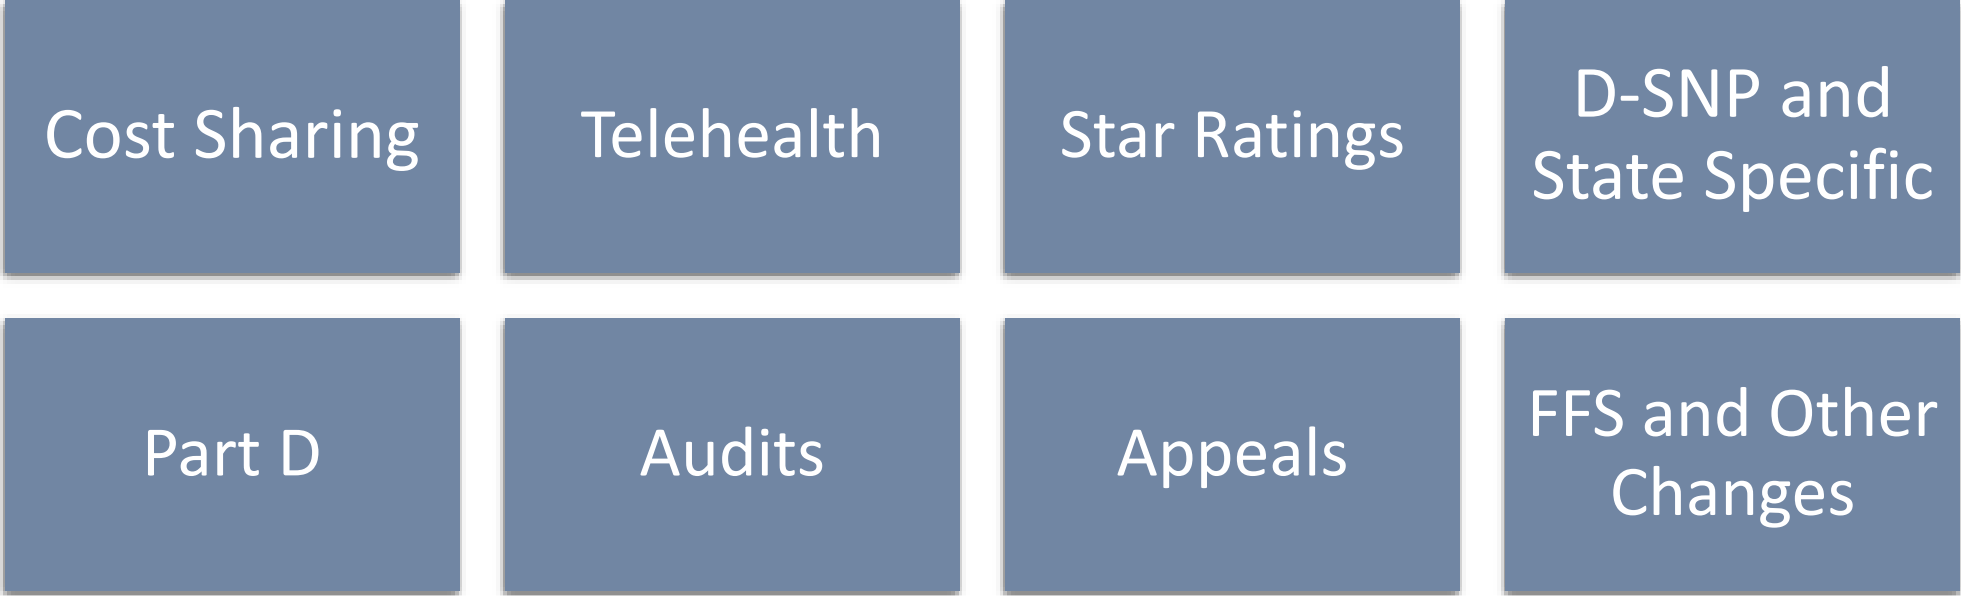 Cost Sharing
Telehealth
Star Ratings
D-SNP and
State Specific
Part D
Audits
Appeals
FFS and Other
Changes